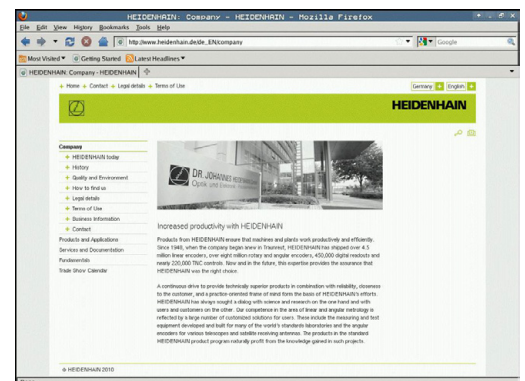 HEIDENHAIN: Company - HEIDENHAIN - Mozilla Firefox
File Edit View History Bookmarks Tools Help
http://www.heidenhain.de/de_EN/company
Google
Most Visited Getting Started Latest Headlines
HEIDENHAIN: Company - HEIDENHAIN
Home Contact Legal details Terms of Use
Germany English
HEIDENHAIN
Company
HEIDENHAIN today
History
Quality and Environment
How to find us
Legal details
Terms of Use
Business Information
Contact
Products and Applications
Services and Documentation
Fundamentals
Trade Show Calendar
DR. JOHANNES HEIDENHAIN
Optik und
Increased productivity with HEIDENHAIN
Products from HEIDENHAIN ensure that machines and plants work productively and efficiently.
Since 1948, when the company began anew in Traunreut, HEIDENHAIN has shipped over 4.5
million linear encoders, over eight million rotary and angular encoders, 450,000 digital readouts and
nearly 220,000 TNC controls. Now and in the future, this expertise provides the assurance that
HEIDENHAIN was the right choice.
A continuous drive to provide technically superior products in combination with reliability, closeness
to the customer, and a practice-oriented frame of mind form the basis of HEIDENHAIN's efforts.
HEIDENHAIN has always sought a dialog with science and research on the one hand and with
users and customers on the other. Our competence in the area of linear and angular metrology is
reflected by a large number of customized solutions for users. These include the measuring and test
equipment developed and built for many of the world's standards laboratories and the angular
encoders for various telescopes and satellite receiving antennas. The products in the standard
HEIDENHAIN product program naturally profit from the knowledge gained in such projects.
© HEIDENHAIN 2010